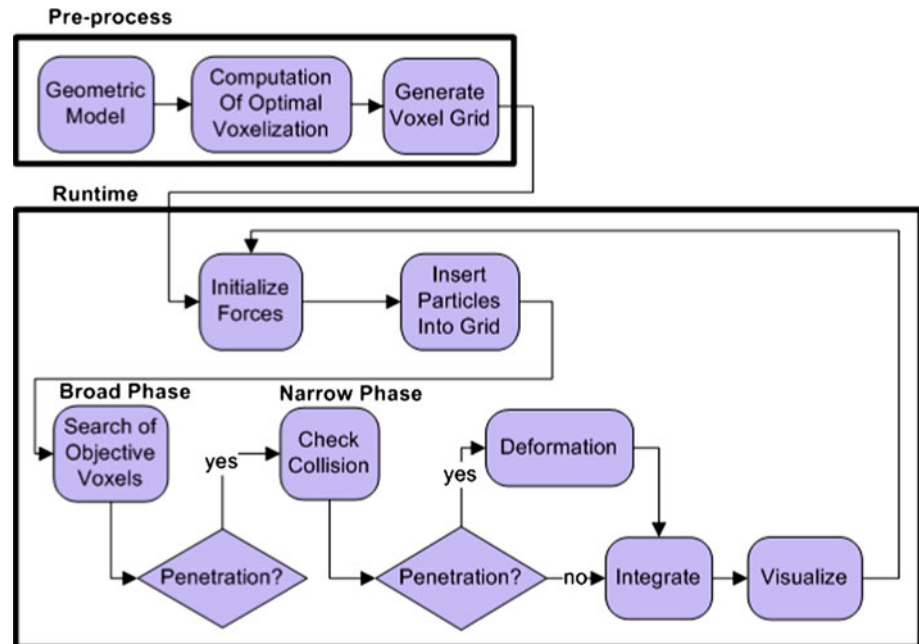 Pre-process
Geometric
Model
Computation
Of Optimal
Voxelization
Generate
Voxel Grid
Runtime
Initialize
Forces
Insert
Particles
Into Grid
Broad Phase
Search of
Objective
Voxels
yes
Penetration?
Narrow Phase
Check
Collision
yes
Penetration?
no
Deformation
Integrate
Visualize